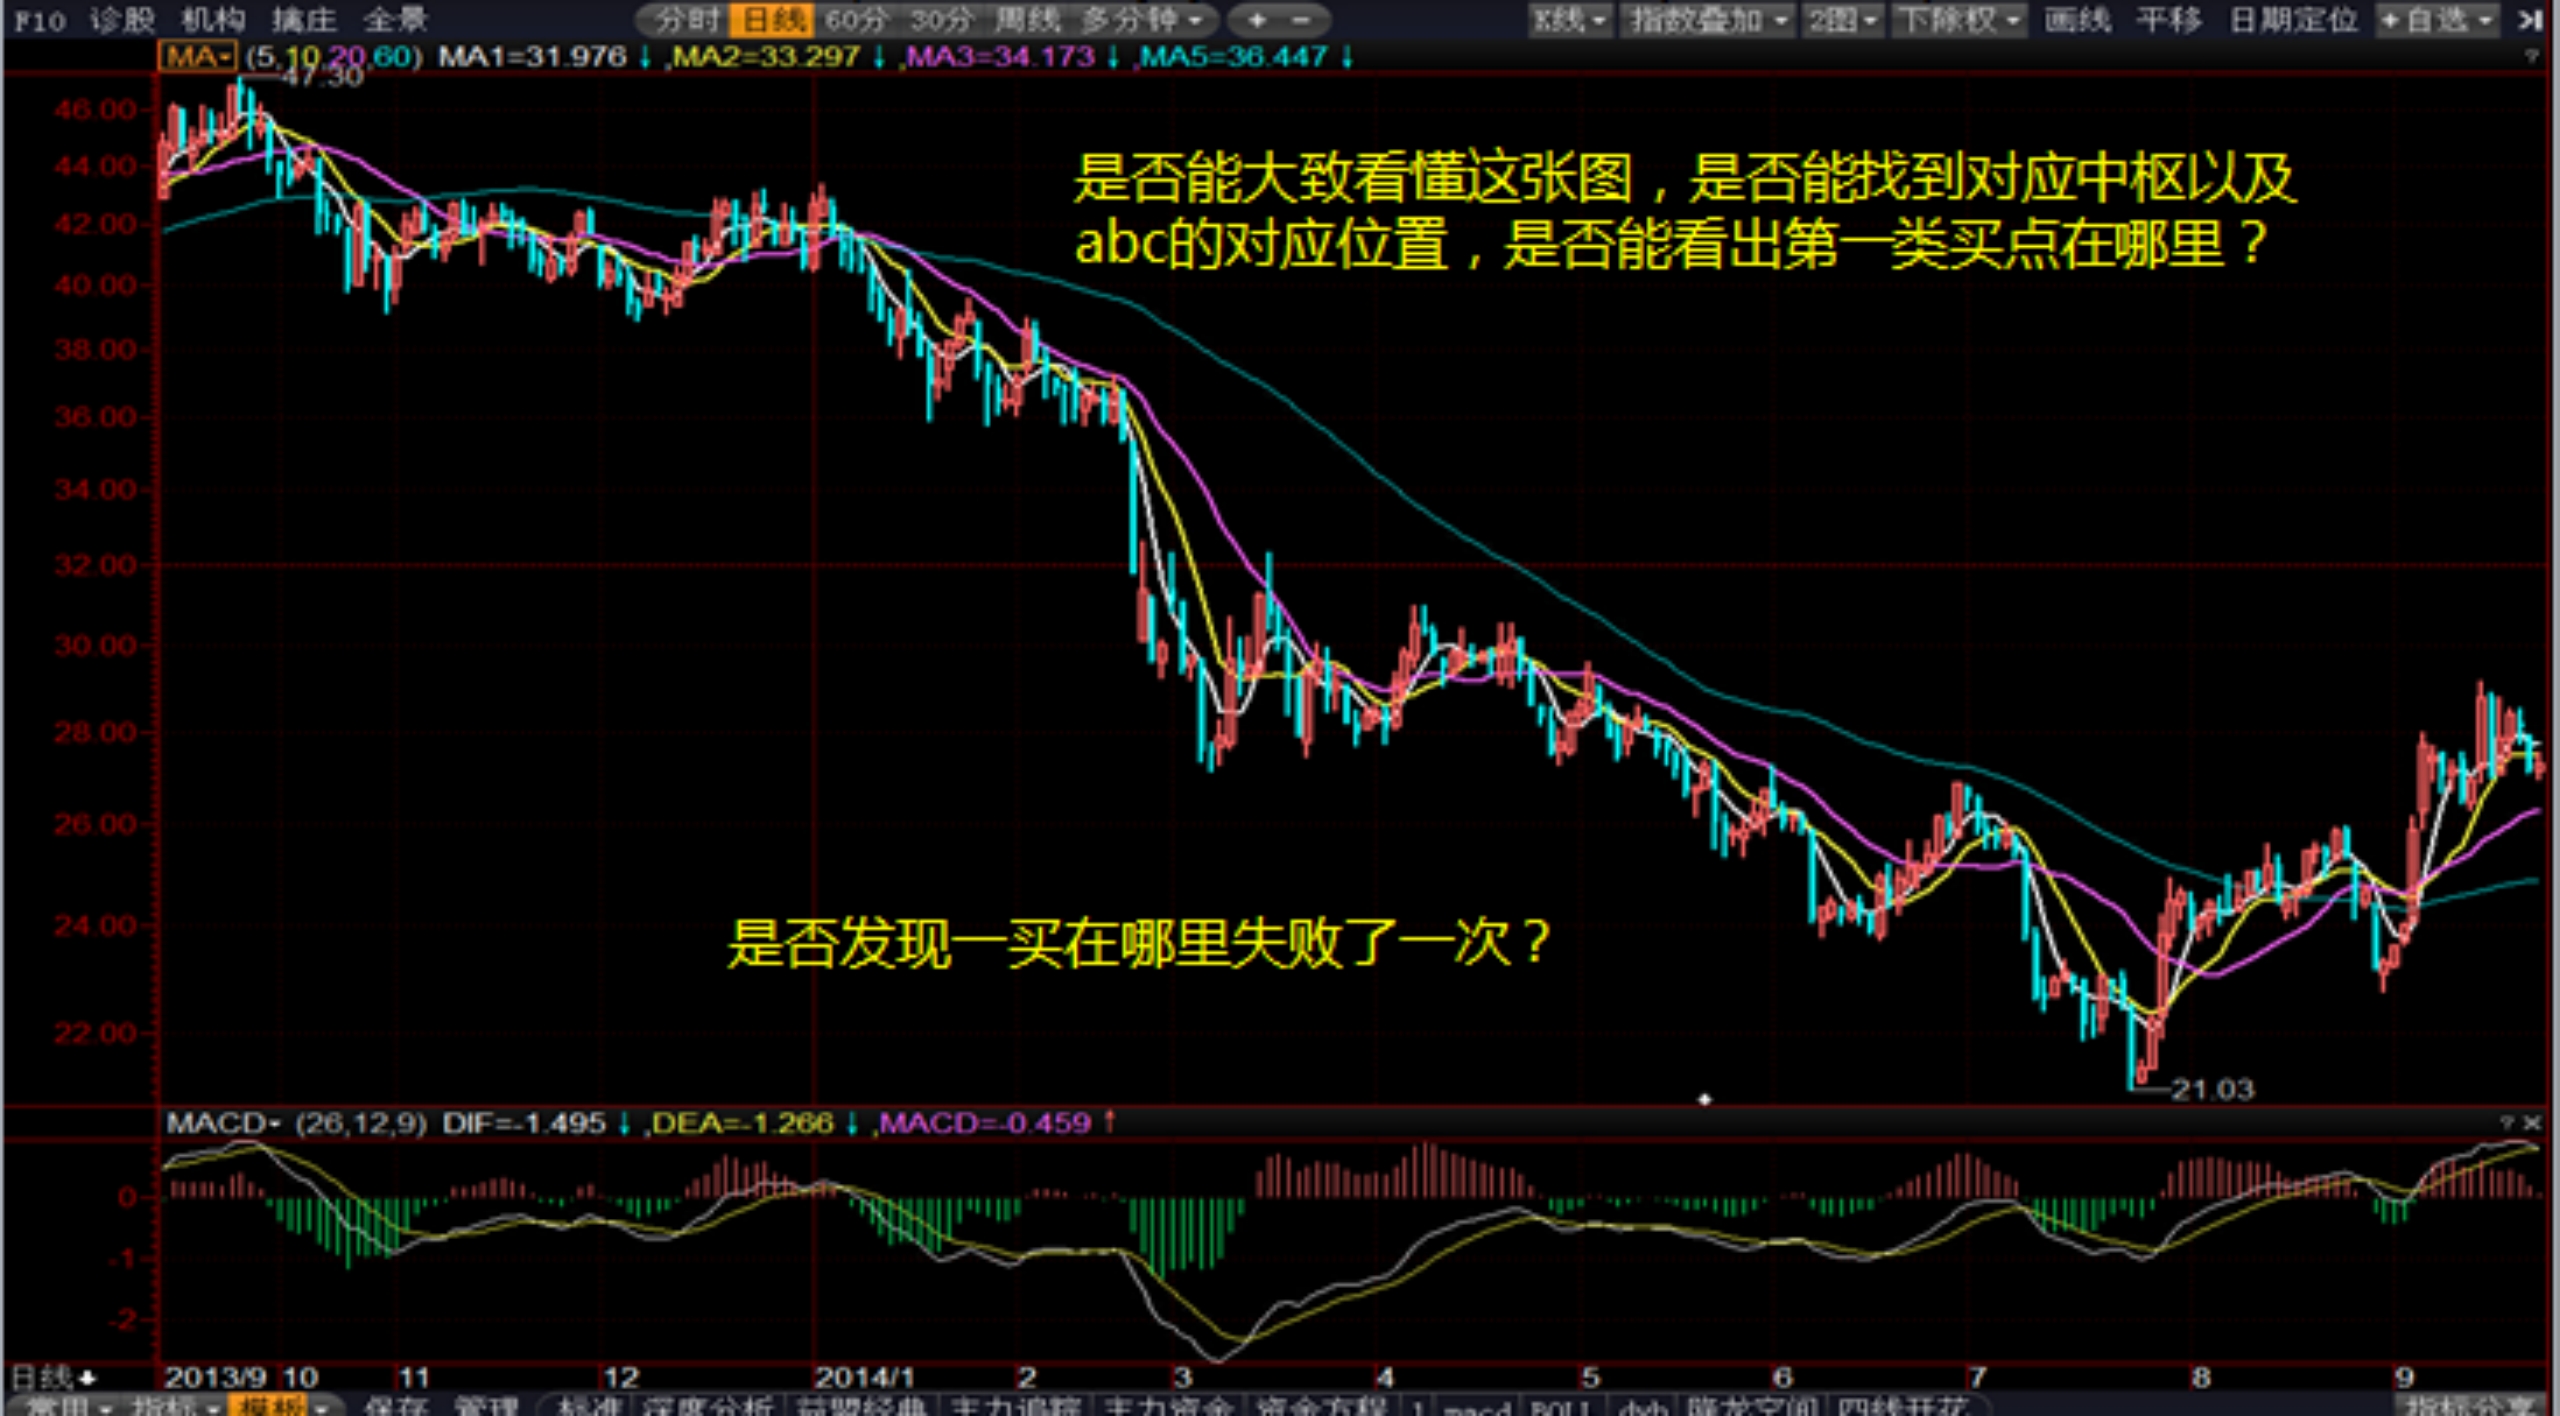 F10 诊股 机构 擒庄 全景 分时 日线 60分 30分 周线 多分钟 + - K线 指数叠加 2图 下除权 画线 平移 日期定位 +自选
MA (5,10,20,60) MA1=31.976↓ ,MA2=33.297↓ ,MA3=34.173↓ ,MA5=36.447↓ ?
47.30
46.00
44.00
是否能大致看懂这张图，是否能找到对应中枢以及
42.00
abc的对应位置，是否能看出第一类买点在哪里？
40.00
38.00
36.00
34.00
32.00
30.00
28.00
26.00
24.00
是否发现一买在哪里失败了一次？
22.00
21.03
MACD (26,12,9) DIF=-1.495↓ ,DEA=-1.266↓ ,MACD=-0.459↑ ? ×
0
-1
-2
日线 2013/9 10 11 12 2014/1 2 3 4 5 6 7 8 9
常用 指标 模板 保存 管理 标准 深度分析 益盟经典 主力追踪 主力资金 资金方程 1 macd BOLL dyh 降龙空间 四线开花 指标分享